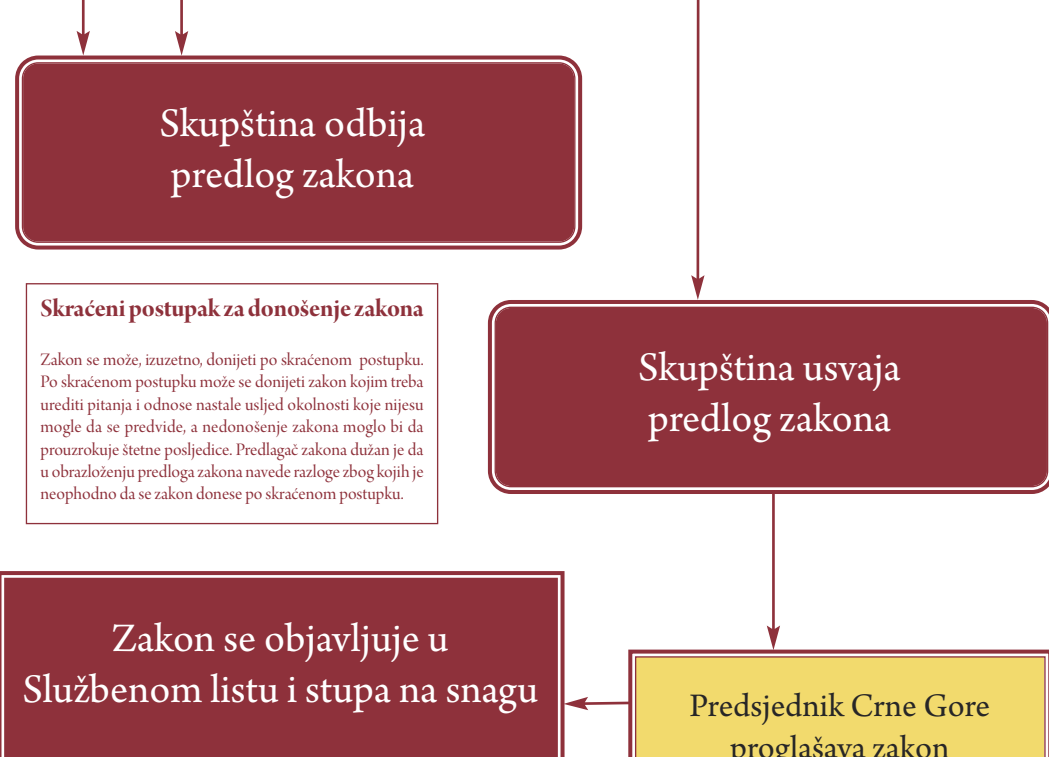 Skupština odbija
predlog zakona
Skraćeni postupak za donošenje zakona
Zakon se može, izuzetno, donijeti po skraćenom postupku.
Po skraćenom postupku može se donijeti zakon kojim treba
urediti pitanja i odnose nastale usljed okolnosti koje nijesu
mogle da se predvide, a nedonošenje zakona moglo bi da
prouzrokuje štetne posljedice. Predlagač zakona dužan je da
u obrazloženju predloga zakona navede razloge zbog kojih je
neophodno da se zakon donese po skraćenom postupku.
Skupština usvaja
predlog zakona
Zakon se objavljuje u
Službenom listu i stupa na snagu
Predsjednik Crne Gore
proglašava zakon